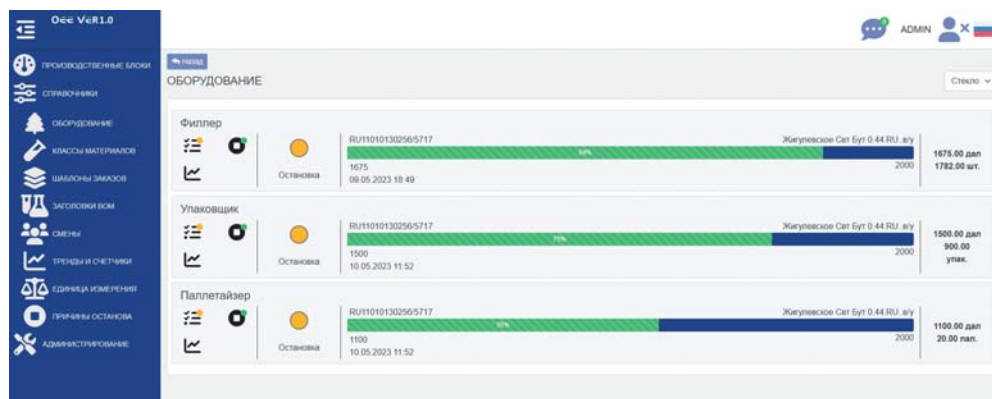 Oee VeR1.0
ADMIN
ПРОИЗВОДСТВЕННЫЕ БЛОКИ
СПРАВОЧНИКИ
ОБОРУДОВАНИЕ
КЛАССЫ МАТЕРИАЛОВ
ШАБЛОНЫ ЗАКАЗОВ
ЗАГОЛОВКИ BOM
СМЕНЫ
ТРЕНДЫ И СЧЕТЧИКИ
ЕДИНИЦА ИЗМЕРЕНИЯ
ПРИЧИНЫ ОСТАНОВА
АДМИНИСТРИРОВАНИЕ
Назад
ОБОРУДОВАНИЕ
Стекло
Филлер
Остановка
RU11010130256/5717
Жигулевское Свт Бут 0.44.RU..в/у
1675
2000
09.05.2023 18:49
1675.00 дал
1782.00 шт.
Упаковщик
Остановка
RU11010130256/5717
Жигулевское Свт Бут 0.44.RU..в/у
75%
1500
2000
10.05.2023 11:52
1500.00 дал
900.00
упак.
Паллетайзер
Остановка
RU11010130256/5717
Жигулевское Свт Бут 0.44.RU..в/у
55%
1100
2000
10.05.2023 11:52
1100.00 дал
20.00 пал.